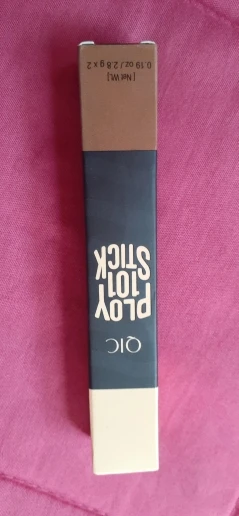 QIC
PLOY
101
STICK
[Net Wt.]
0.19 oz / 2.8 g x 2